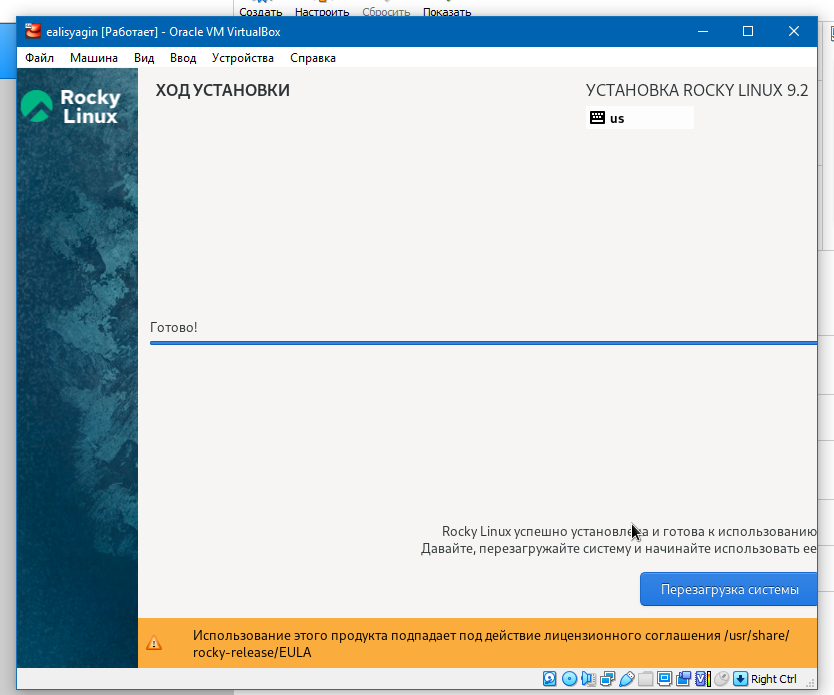 Создать Настроить Сбросить Показать
ealisyagin [Работает] - Oracle VM VirtualBox
Файл Машина Вид Ввод Устройства Справка
Rocky
Linux
ХОД УСТАНОВКИ
УСТАНОВКА ROCKY LINUX 9.2
us
Готово!
Rocky Linux успешно установлена и готова к использованию
Давайте, перезагружайте систему и начинайте использовать ее
Перезагрузка системы
Использование этого продукта подпадает под действие лицензионного соглашения /usr/share/
rocky-release/EULA
Right Ctrl